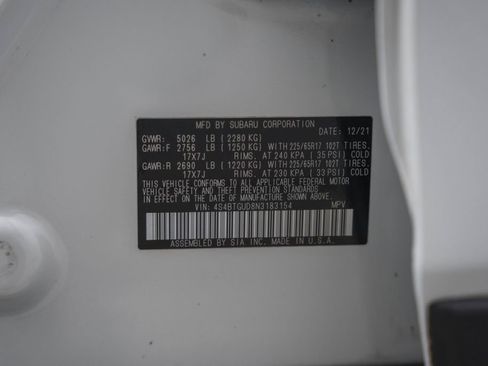 MFD BY SUBARU CORPORATION
DATE: 12/21
GVWR: 5026 LB (2280 KG)
GAWR:F 2756 LB (1250 KG) WITH 225/65R17 102T TIRES,
17X7J RIMS, AT 240 KPA (35 PSI) COLD
GAWR:R 2690 LB (1220 KG) WITH 225/65R17 102T TIRES,
17X7J RIMS, AT 230 KPA (33 PSI) COLD
THIS VEHICLE CONFORMS TO ALL APPLICABLE FEDERAL MOTOR
VEHICLE SAFETY AND THEFT PREVENTION STANDARDS
IN EFFECT ON THE DATE OF MANUFACTURE SHOWN ABOVE.
VIN: 4S4BTGUD8N3183154 MPV
ASSEMBLED BY SIA INC. MADE IN U.S.A.